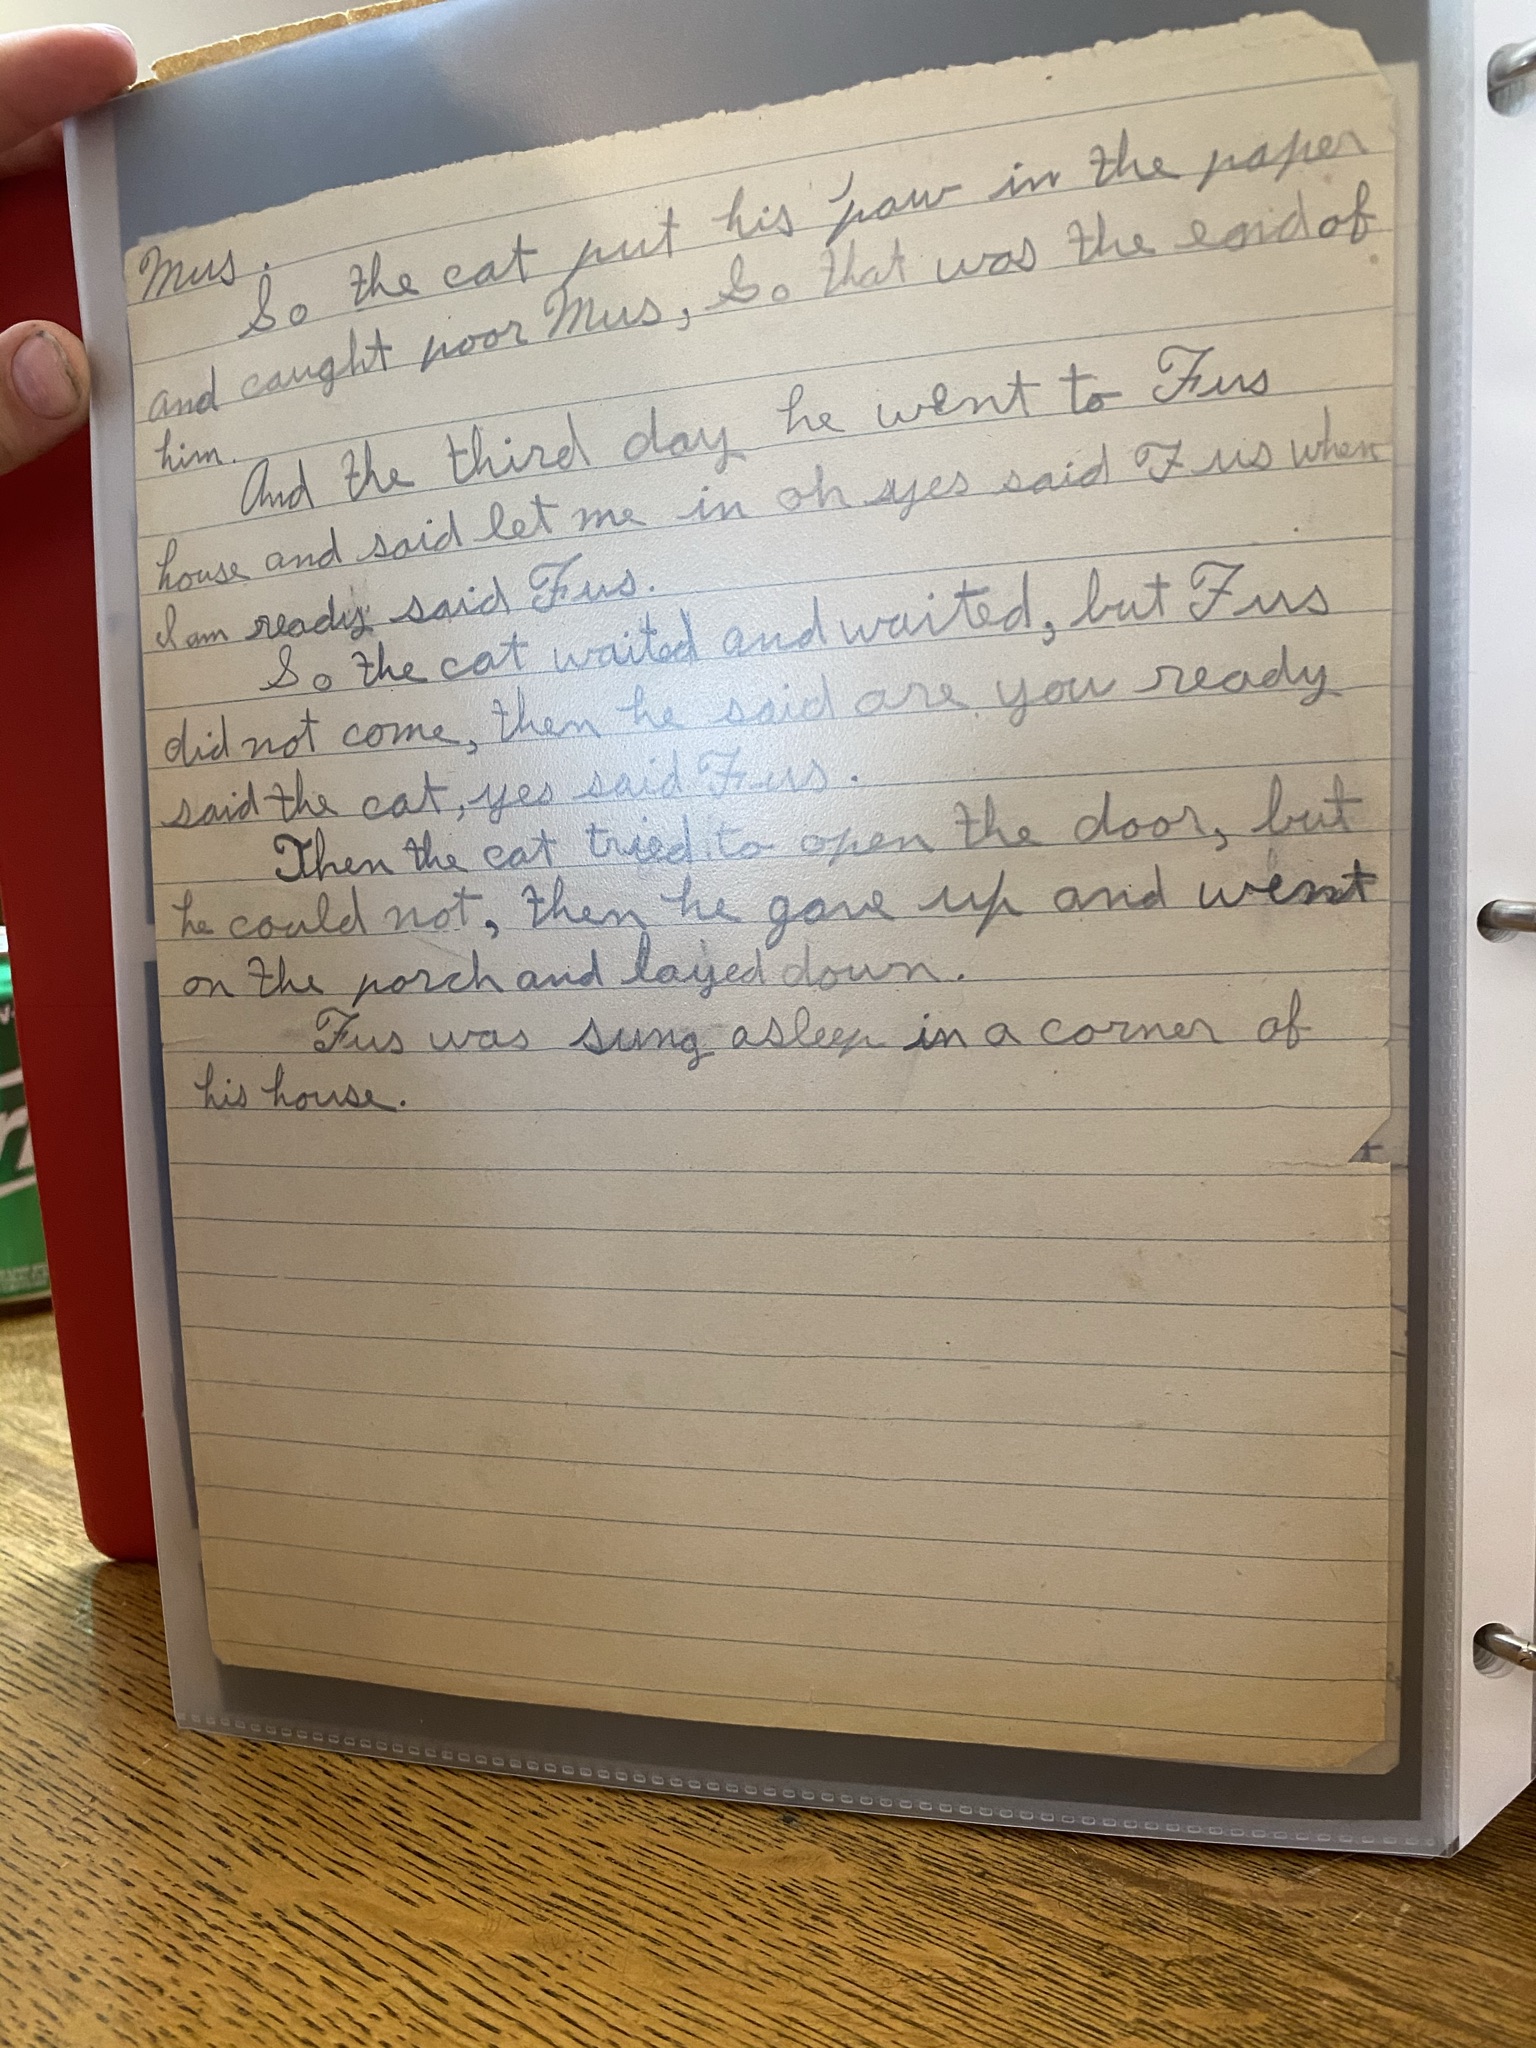 Mus.
So the cat put his paw in the paper
and caught poor Mus, So that was the end of
him.
And the third day he went to Fus
house and said let me in oh yes said Fus when
I am ready said Fus.
So the cat waited and waited, but Fus
did not come, then he said are you ready
said the cat, yes said Fus.
Then the cat tried to open the door, but
he could not, then he gave up and went
on the porch and layed down.
Fus was sung asleep in a corner of
his house.